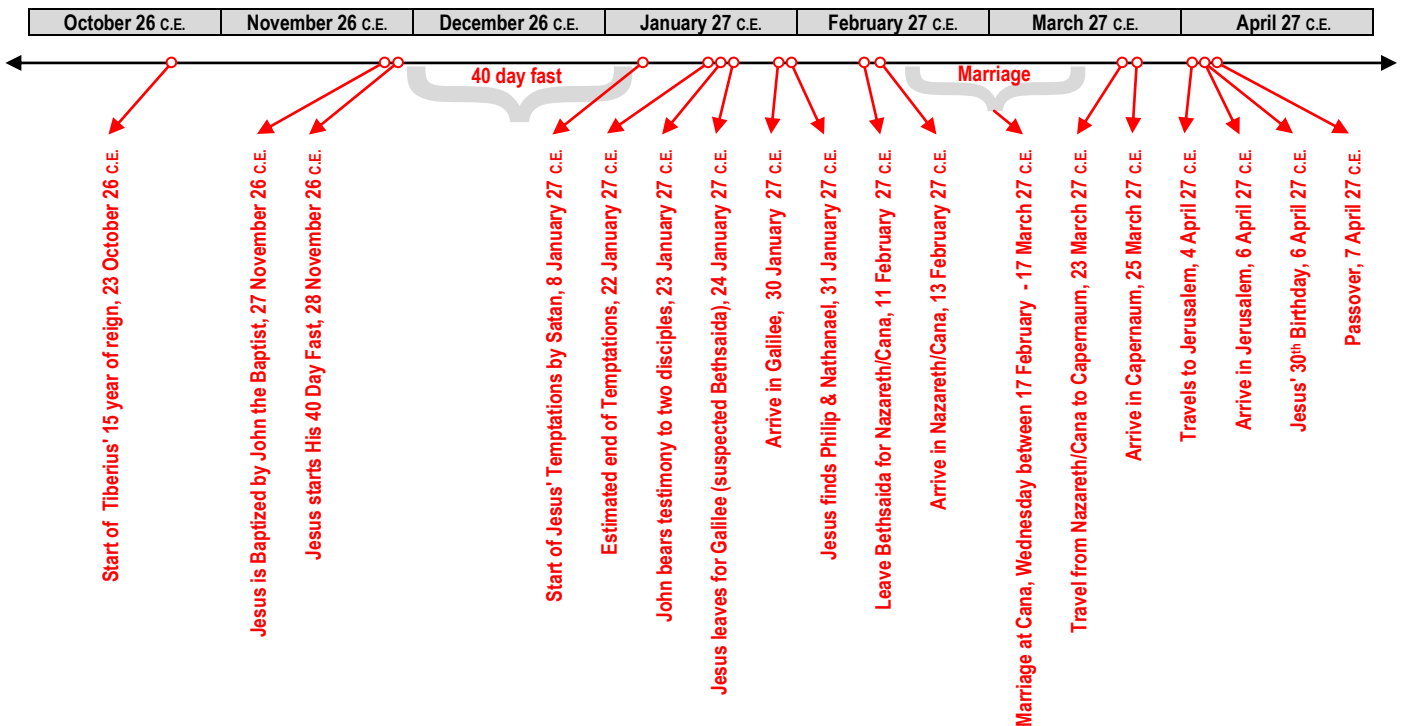 October 26 C.E.
November 26 C.E.
December 26 C.E.
January 27 C.E.
February 27 C.E.
March 27 C.E.
April 27 C.E.
40 day fast
Marriage
Start of Tiberius' 15 year of reign, 23 October 26 C.E.
Jesus is Baptized by John the Baptist, 27 November 26 C.E.
Jesus starts His 40 Day Fast, 28 November 26 C.E.
Start of Jesus' Temptations by Satan, 8 January 27 C.E.
Estimated end of Temptations, 22 January 27 C.E.
John bears testimony to two disciples, 23 January 27 C.E.
Jesus leaves for Galilee (suspected Bethsaida), 24 January 27 C.E.
Arrive in Galilee, 30 January 27 C.E.
Jesus finds Philip & Nathanael, 31 January 27 C.E.
Leave Bethsaida for Nazareth/Cana, 11 February 27 C.E.
Arrive in Nazareth/Cana, 13 February 27 C.E.
Marriage at Cana, Wednesday between 17 February - 17 March 27 C.E.
Travel from Nazareth/Cana to Capernaum, 23 March 27 C.E.
Arrive in Capernaum, 25 March 27 C.E.
Travels to Jerusalem, 4 April 27 C.E.
Arrive in Jerusalem, 6 April 27 C.E.
Jesus' 30th Birthday, 6 April 27 C.E.
Passover, 7 April 27 C.E.